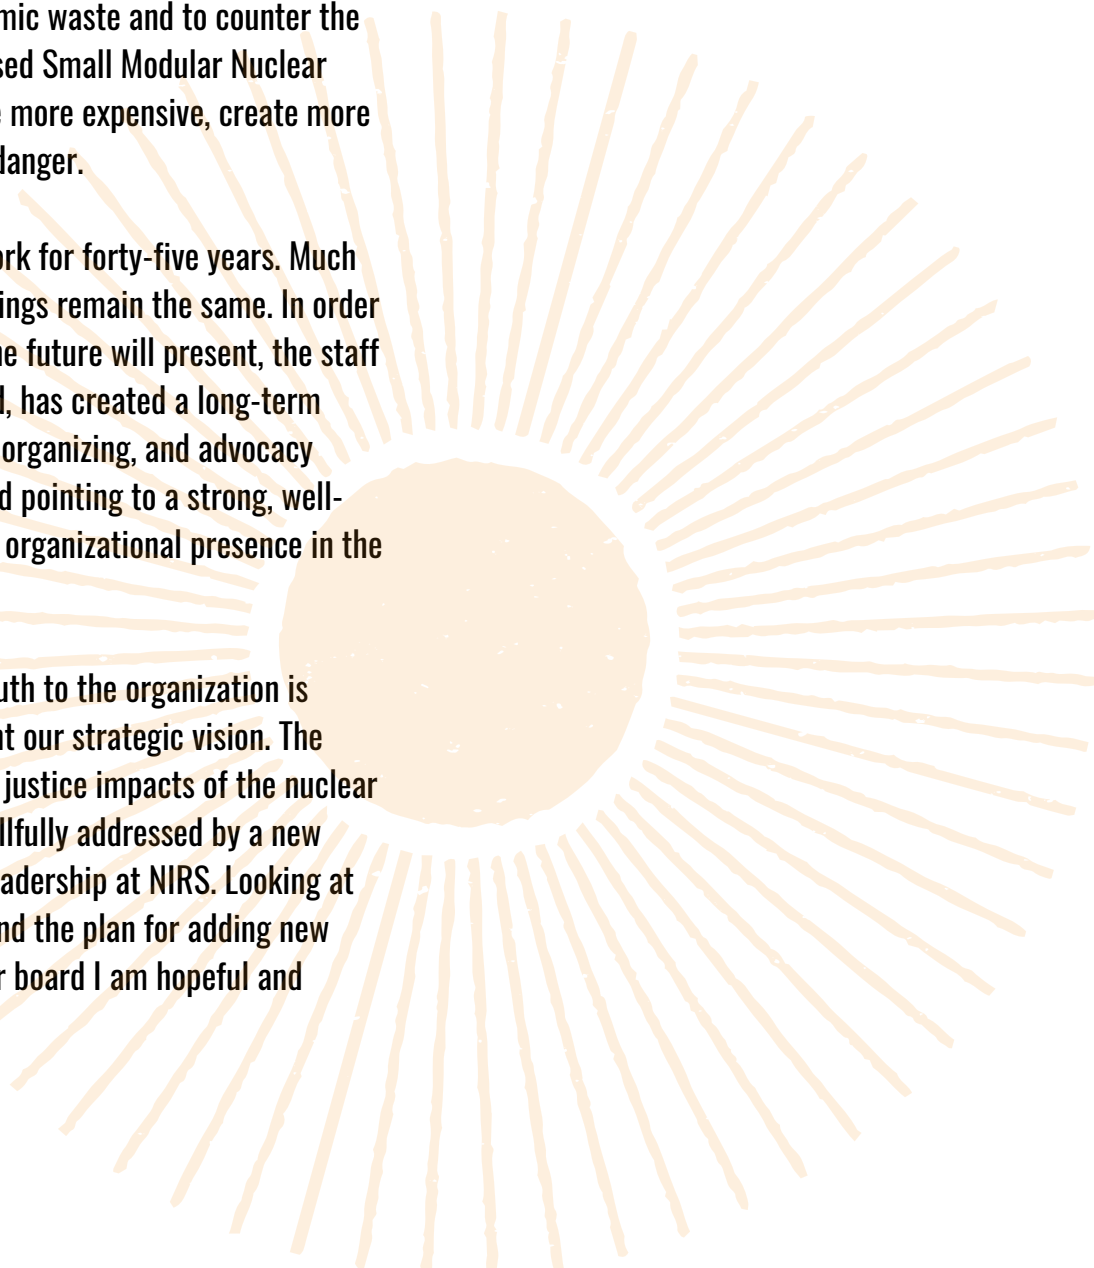 mic waste and to counter the
sed Small Modular Nuclear
e more expensive, create more
danger.
ork for forty-five years. Much
ings remain the same. In order
he future will present, the staff
d, has created a long-term
organizing, and advocacy
d pointing to a strong, well-
organizational presence in the
uth to the organization is
nt our strategic vision. The
justice impacts of the nuclear
llfully addressed by a new
eadership at NIRS. Looking at
nd the plan for adding new
r board I am hopeful and